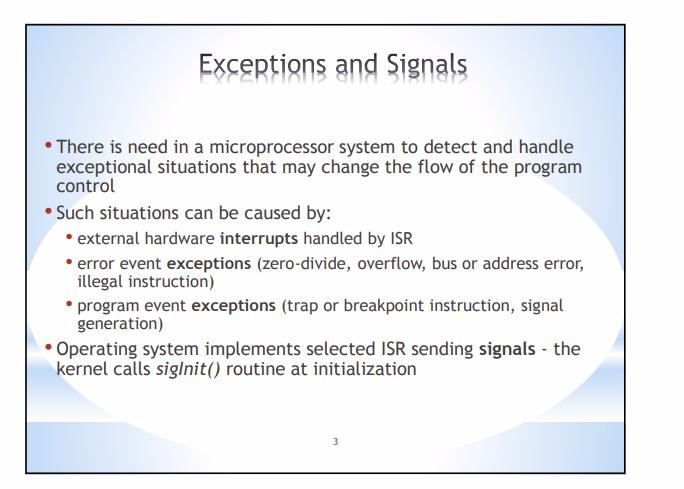 Exceptions and Signals
• There is need in a microprocessor system to detect and handle
exceptional situations that may change the flow of the program
control
• Such situations can be caused by:
• external hardware interrupts handled by ISR
• error event exceptions (zero-divide, overflow, bus or address error,
illegal instruction)
• program event exceptions (trap or breakpoint instruction, signal
generation)
• Operating system implements selected ISR sending signals - the
kernel calls sigInit() routine at initialization
3